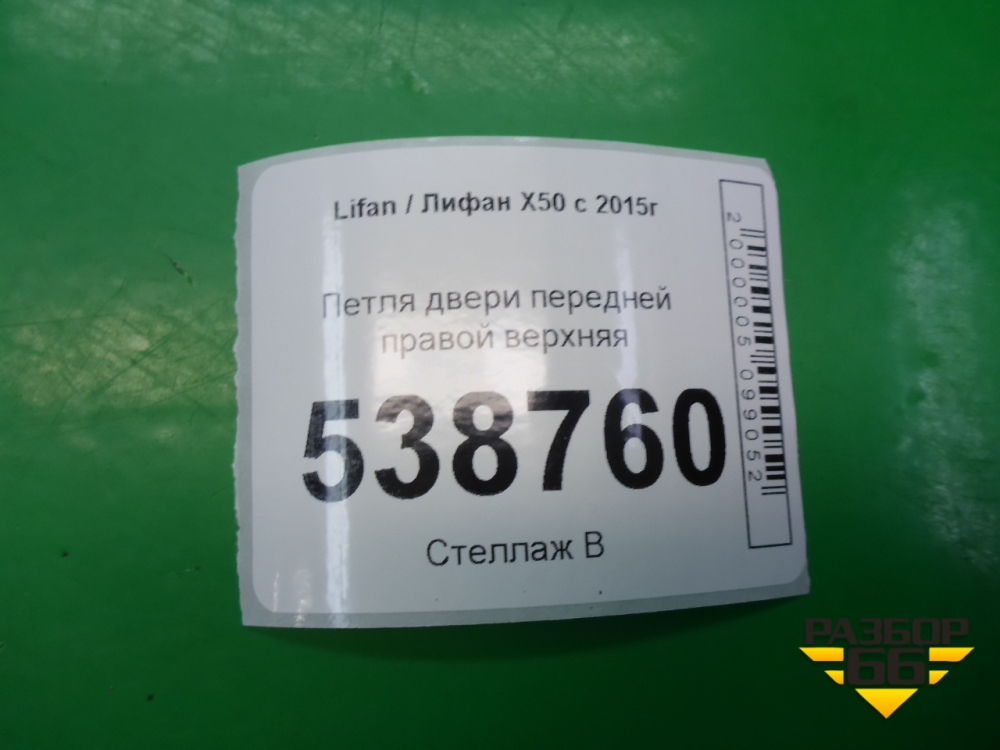 Lifan / Лифан X50 с 2015г
Петля двери передней
правой верхняя
538760
Стеллаж В
2000005099052
РАЗБОР
66